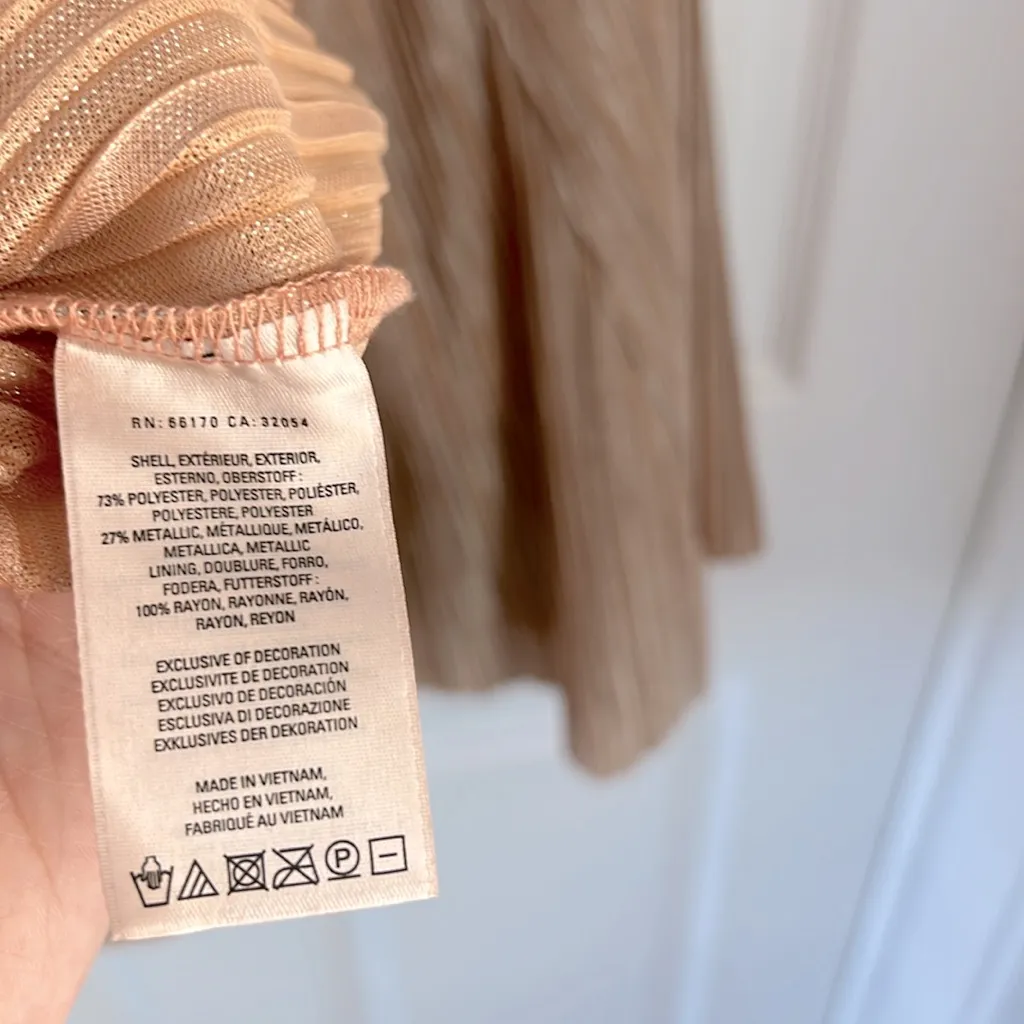 RN: 66170 CA: 32054
SHELL, EXTÉRIEUR, EXTERIOR,
ESTERNO, OBERSTOFF :
73% POLYESTER, POLYESTER, POLIÉSTER,
POLYESTERE, POLYESTER
27% METALLIC, MÉTALLIQUE, METÁLICO,
METALLICA, METALLIC
LINING, DOUBLURE, FORRO,
FODERA, FUTTERSTOFF :
100% RAYON, RAYONNE, RAYÓN,
RAYON, REYON
EXCLUSIVE OF DECORATION
EXCLUSIVITE DE DECORATION
EXCLUSIVO DE DECORACIÓN
ESCLUSIVA DI DECORAZIONE
EXKLUSIVES DER DEKORATION
MADE IN VIETNAM,
HECHO EN VIETNAM,
FABRIQUÉ AU VIETNAM
P